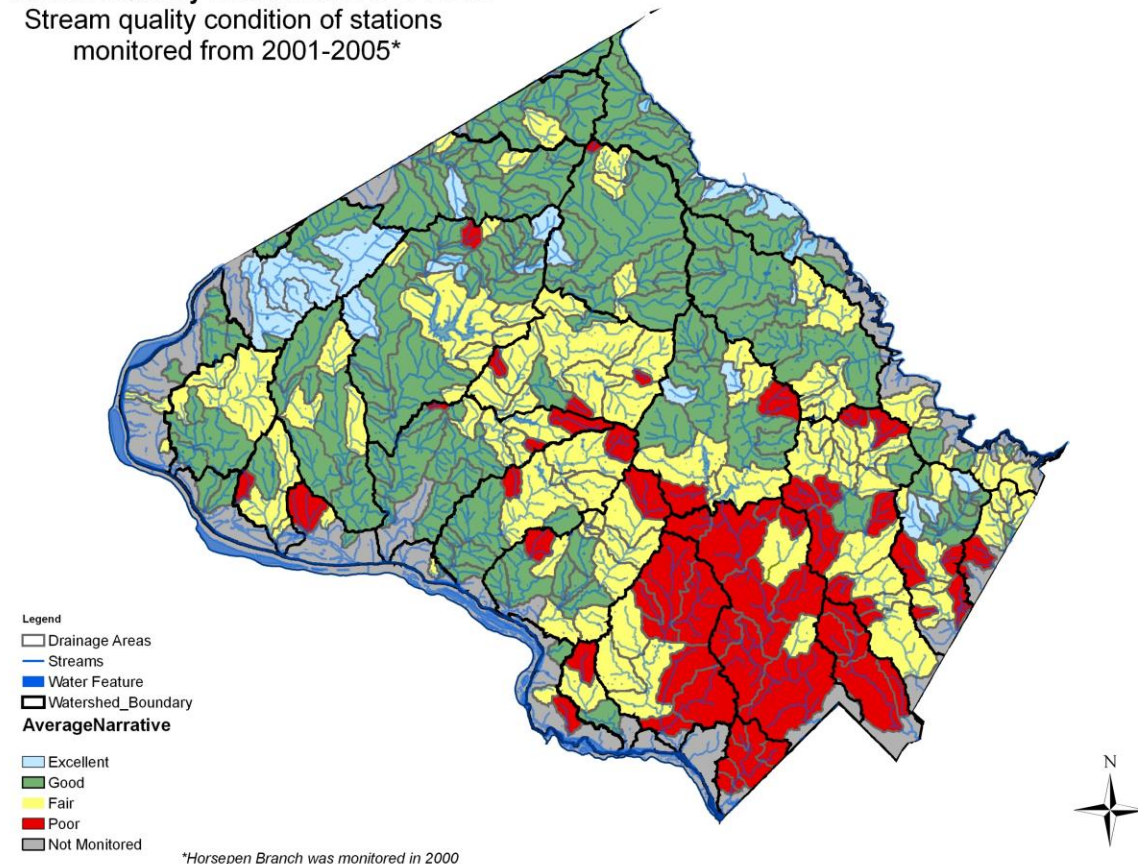 Stream quality condition of stations
monitored from 2001-2005*
Legend
Drainage Areas
Streams
Water Feature
Watershed_Boundary
AverageNarrative
Excellent
Good
Fair
Poor
Not Monitored
*Horsepen Branch was monitored in 2000
N